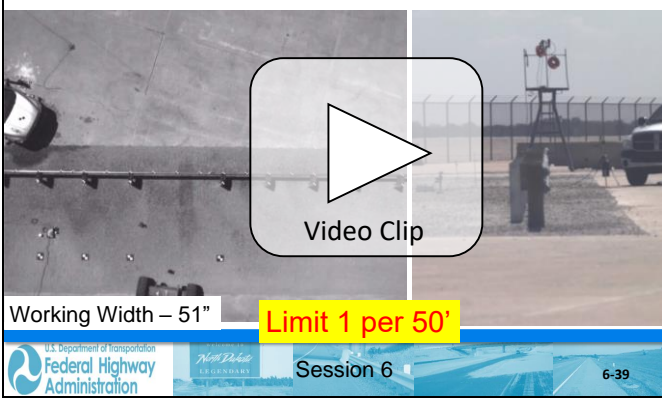 Video Clip
Working Width – 51”
Limit 1 per 50’
U.S. Department of Transportation
Federal Highway
Administration
North Dakota
LEGENDARY
Session 6
6-39